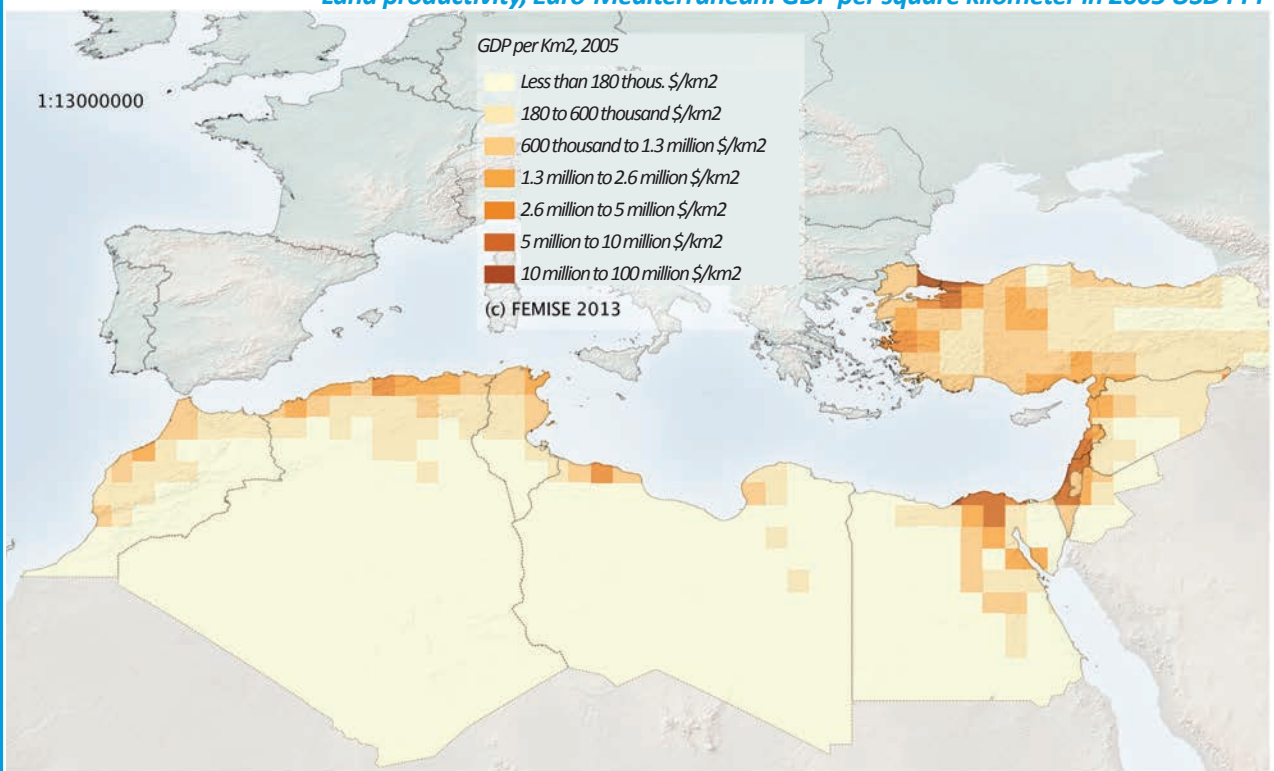 Land productivity, Euro-Mediterranean: GDP per square kilometer in 2005 USD PPP
GDP per Km2, 2005
1:13000000
Less than 180 thous. $/km2
180 to 600 thousand $/km2
600 thousand to 1.3 million $/km2
1.3 million to 2.6 million $/km2
2.6 million to 5 million $/km2
5 million to 10 million $/km2
10 million to 100 million $/km2
(c) FEMISE 2013